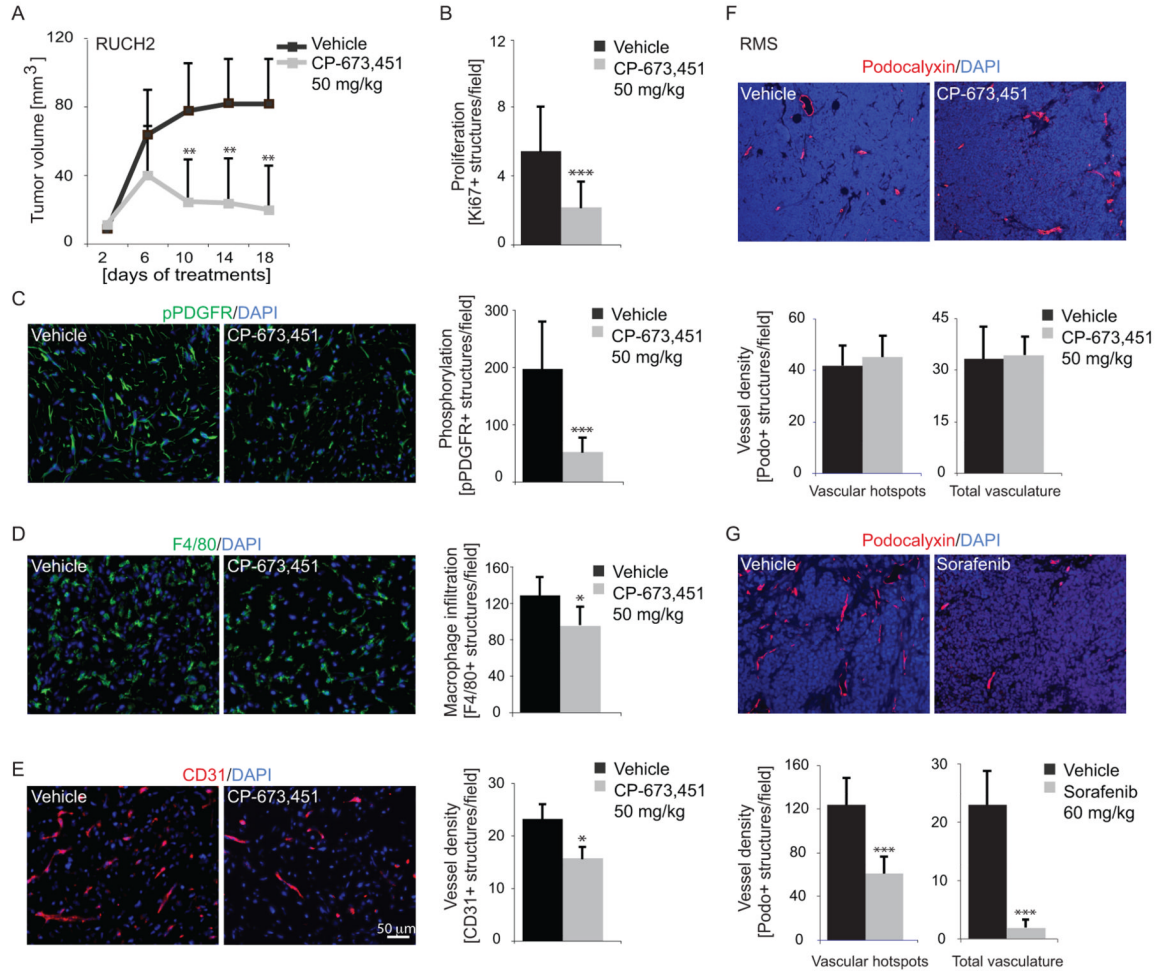 A
RUCH2
Tumor volume [mm3]
120
80
40
0
2 6 10 14 18
[days of treatments]
** ** **
Vehicle
CP-673,451
50 mg/kg
B
Proliferation
[Ki67+ structures/field]
12
8
4
0
***
Vehicle
CP-673,451
50 mg/kg
C
pPDGFR/DAPI
Vehicle
CP-673,451
Phosphorylation
[pPDGFR+ structures/field]
300
200
100
0
***
Vehicle
CP-673,451
50 mg/kg
D
F4/80/DAPI
Vehicle
CP-673,451
Macrophage infiltration
[F4/80+ structures/field]
160
120
80
40
0
*
Vehicle
CP-673,451
50 mg/kg
E
CD31/DAPI
Vehicle
CP-673,451
50 µm
Vessel density
[CD31+ structures/field]
30
20
10
0
*
Vehicle
CP-673,451
50 mg/kg
F
RMS
Podocalyxin/DAPI
Vehicle
CP-673,451
Vessel density
[Podo+ structures/field]
60
40
20
0
Vascular hotspots
45
30
15
0
Total vasculature
Vehicle
CP-673,451
50 mg/kg
G
Podocalyxin/DAPI
Vehicle
Sorafenib
Vessel density
[Podo+ structures/field]
160
120
80
40
0
***
Vascular hotspots
30
20
10
0
***
Total vasculature
Vehicle
Sorafenib
60 mg/kg